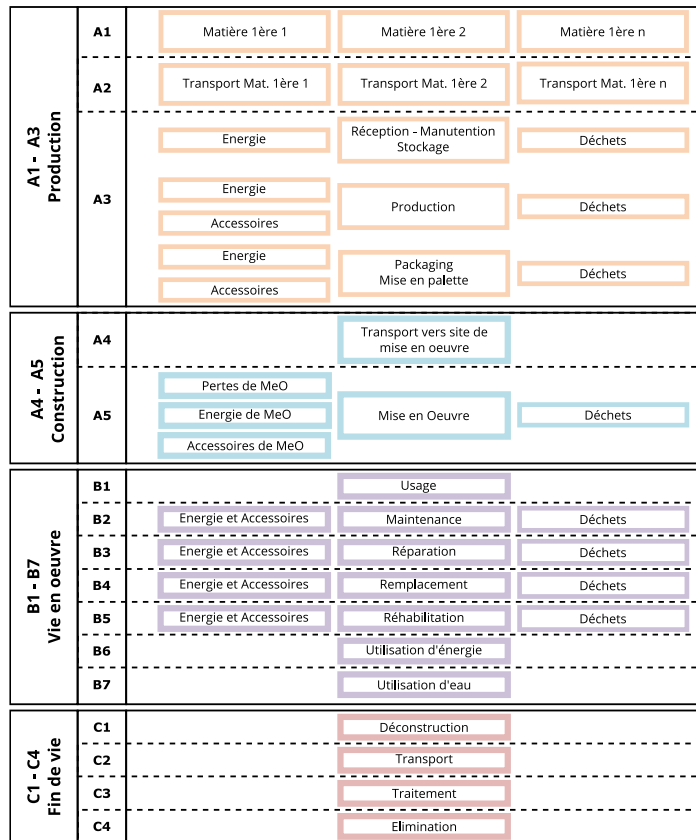 A1 - A3
Production
A1
Matière 1ère 1
Matière 1ère 2
Matière 1ère n
A2
Transport Mat. 1ère 1
Transport Mat. 1ère 2
Transport Mat. 1ère n
A3
Energie
Réception - Manutention
Stockage
Déchets
Energie
Accessoires
Production
Déchets
Energie
Accessoires
Packaging
Mise en palette
Déchets
A4 - A5
Construction
A4
Transport vers site de
mise en oeuvre
A5
Pertes de MeO
Energie de MeO
Accessoires de MeO
Mise en Oeuvre
Déchets
B1 - B7
Vie en oeuvre
B1
Usage
B2
Energie et Accessoires
Maintenance
Déchets
B3
Energie et Accessoires
Réparation
Déchets
B4
Energie et Accessoires
Remplacement
Déchets
B5
Energie et Accessoires
Réhabilitation
Déchets
B6
Utilisation d'énergie
B7
Utilisation d'eau
C1 - C4
Fin de vie
C1
Déconstruction
C2
Transport
C3
Traitement
C4
Elimination